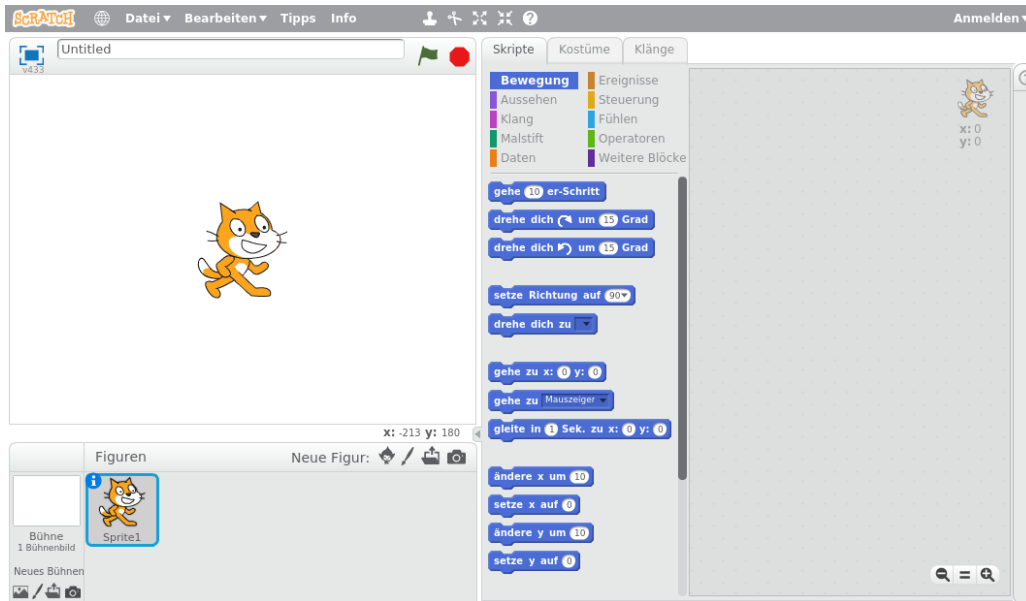 SCRATCH Datei Bearbeiten Tipps Info Anmelden
Untitled
v433
x: -213 y: 180
Figuren Neue Figur:
Bühne
1 Bühnenbild
Neues Bühnen
Sprite1
Skripte Kostüme Klänge
Bewegung Ereignisse
Aussehen Steuerung
Klang Fühlen
Malstift Operatoren
Daten Weitere Blöcke
gehe 10 er-Schritt
drehe dich um 15 Grad
drehe dich um 15 Grad
setze Richtung auf 90
drehe dich zu
gehe zu x: 0 y: 0
gehe zu Mauszeiger
gleite in 1 Sek. zu x: 0 y: 0
ändere x um 10
setze x auf 0
ändere y um 10
setze y auf 0
x: 0
y: 0